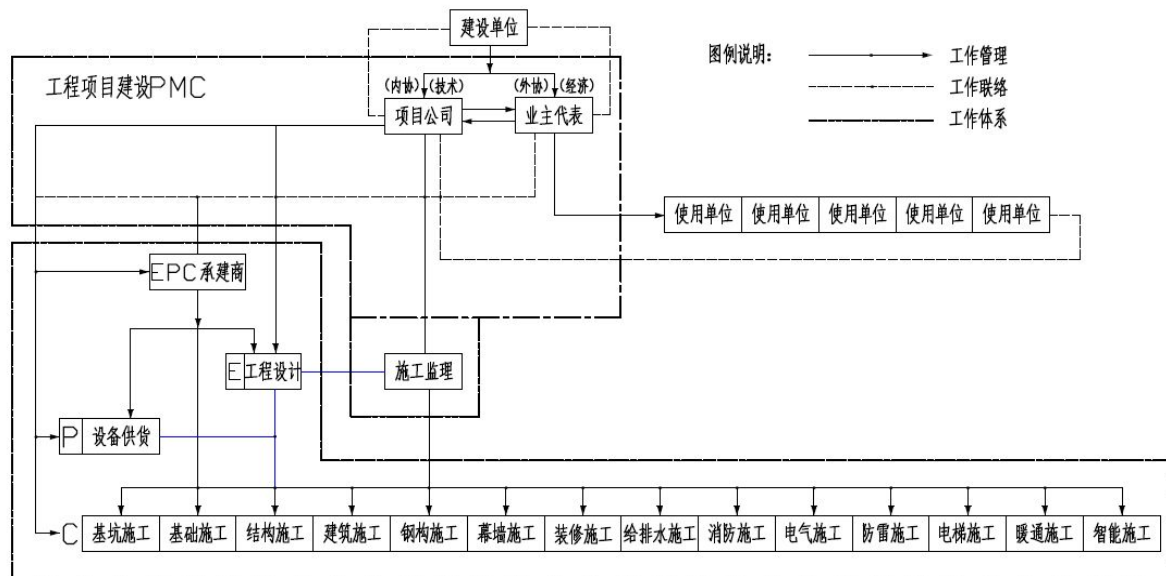 建设单位
图例说明：
工作管理
工作联络
工作体系
工程项目建设PMC
(内协)(技术)
(外协)(经济)
项目公司
业主代表
使用单位 使用单位 使用单位 使用单位 使用单位
EPC承建商
E 工程设计
施工监理
P 设备供货
C 基坑施工 基础施工 结构施工 建筑施工 钢构施工 幕墙施工 装修施工 给排水施工 消防施工 电气施工 防雷施工 电梯施工 暖通施工 智能施工